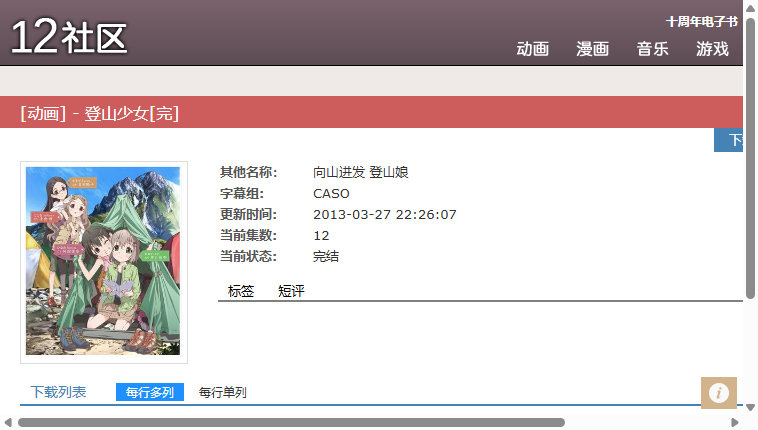 12社区
十周年电子书
动画 漫画 音乐 游戏
[动画] - 登山少女[完]
其他名称: 向山进发 登山娘
字幕组: CASO
更新时间: 2013-03-27 22:26:07
当前集数: 12
当前状态: 完结
标签 短评
下载列表 每行多列 每行单列